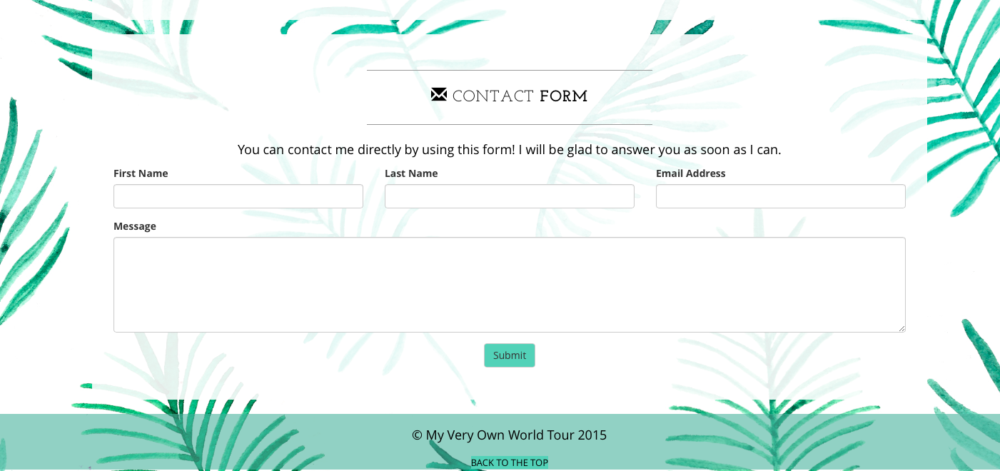 CONTACT FORM
You can contact me directly by using this form! I will be glad to answer you as soon as I can.
First Name Last Name Email Address
Message
Submit
© My Very Own World Tour 2015
BACK TO THE TOP